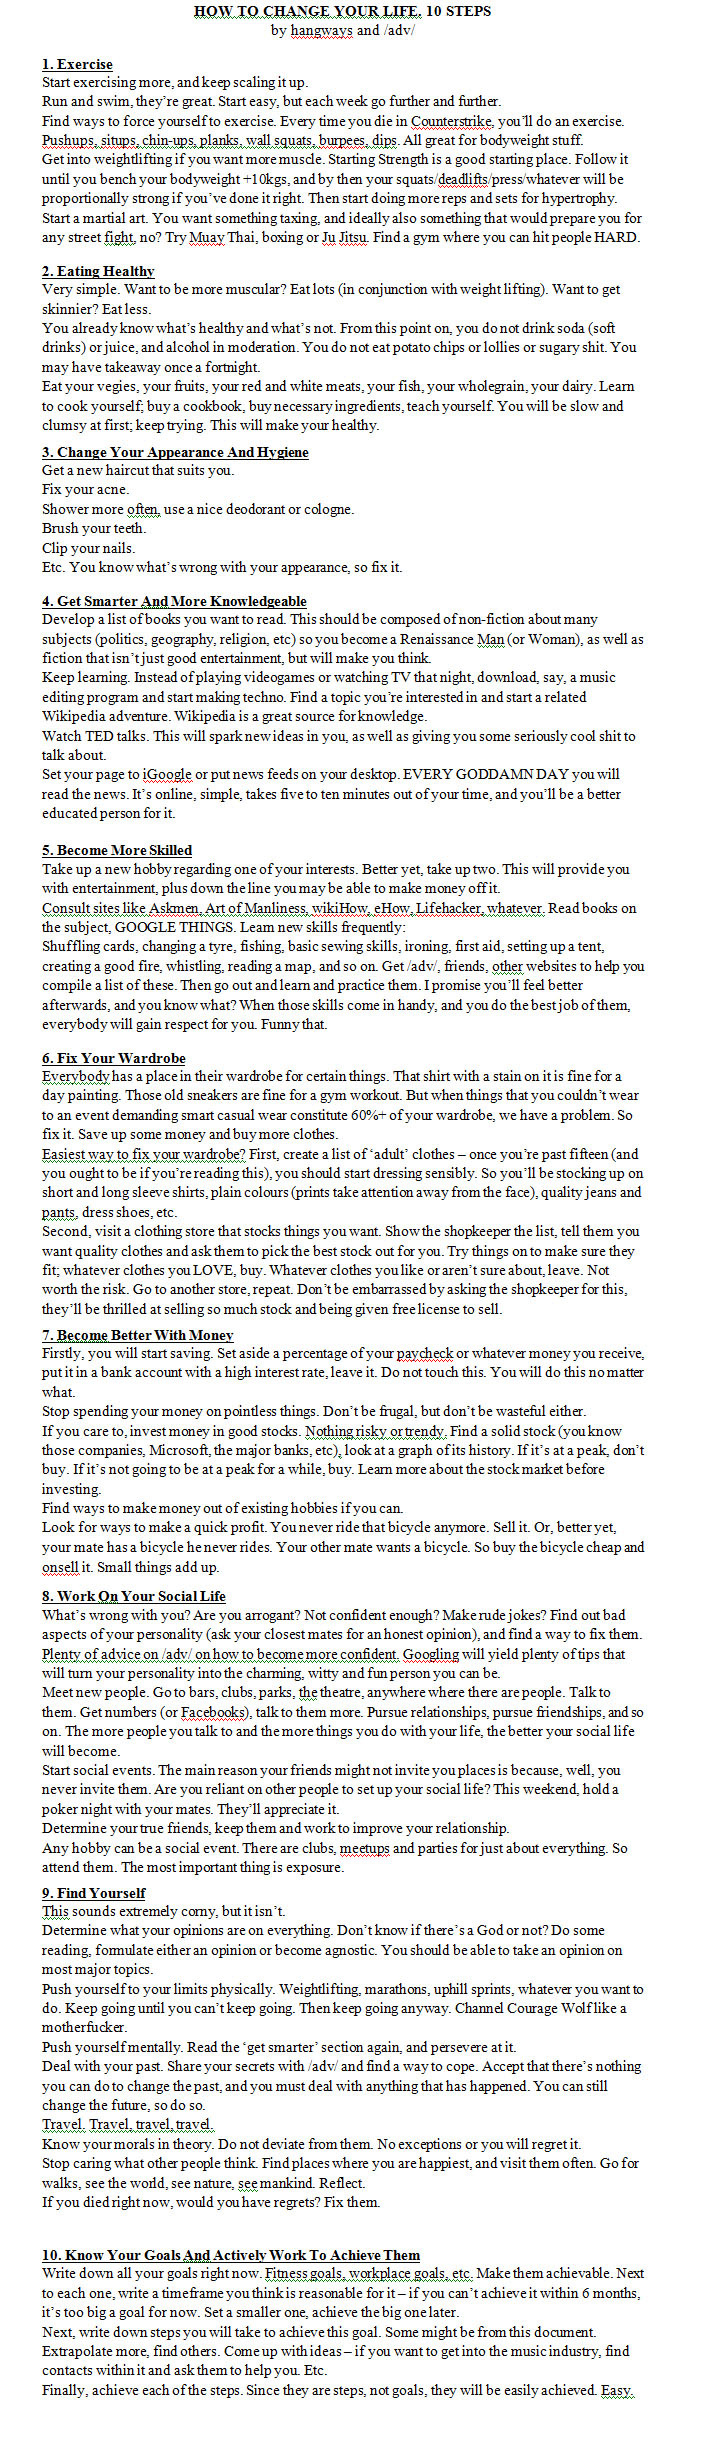 HOW TO CHANGE YOUR LIFE. 10 STEPS
by hangways and /adv/
1. Exercise
Start exercising more, and keep scaling it up.
Run and swim, they're great. Start easy, but each week go further and further.
Find ways to force yourself to exercise. Every time you die in Counterstrike, you'll do an exercise.
Pushups, situps, chin-ups, planks, wall squats, burpees, dips. All great for bodyweight stuff.
Get into weightlifting if you want more muscle. Starting Strength is a good starting place. Follow it
until you bench your bodyweight +10kgs, and by then your squats/deadlifts/press/whatever will be
proportionally strong if you've done it right. Then start doing more reps and sets for hypertrophy.
Start a martial art. You want something taxing, and ideally also something that would prepare you for
any street fight, no? Try Muay Thai, boxing or Ju Jitsu. Find a gym where you can hit people HARD.
2. Eating Healthy
Very simple. Want to be more muscular? Eat lots (in conjunction with weight lifting). Want to get
skinnier? Eat less.
You already know what's healthy and what's not. From this point on, you do not drink soda (soft
drinks) or juice, and alcohol in moderation. You do not eat potato chips or lollies or sugary shit. You
may have takeaway once a fortnight.
Eat your vegies, your fruits, your red and white meats, your fish, your wholegrain, your dairy. Learn
to cook yourself; buy a cookbook, buy necessary ingredients, teach yourself. You will be slow and
clumsy at first; keep trying. This will make your healthy.
3. Change Your Appearance And Hygiene
Get a new haircut that suits you.
Fix your acne.
Shower more often, use a nice deodorant or cologne.
Brush your teeth.
Clip your nails.
Etc. You know what's wrong with your appearance, so fix it.
4. Get Smarter And More Knowledgeable
Develop a list of books you want to read. This should be composed of non-fiction about many
subjects (politics, geography, religion, etc) so you become a Renaissance Man (or Woman), as well as
fiction that isn't just good entertainment, but will make you think.
Keep learning. Instead of playing videogames or watching TV that night, download, say, a music
editing program and start making techno. Find a topic you're interested in and start a related
Wikipedia adventure. Wikipedia is a great source for knowledge.
Watch TED talks. This will spark new ideas in you, as well as giving you some seriously cool shit to
talk about.
Set your page to iGoogle or put news feeds on your desktop. EVERY GODDAMN DAY you will
read the news. It's online, simple, takes five to ten minutes out of your time, and you'll be a better
educated person for it.
5. Become More Skilled
Take up a new hobby regarding one of your interests. Better yet, take up two. This will provide you
with entertainment, plus down the line you may be able to make money off it.
Consult sites like Askmen, Art of Manliness, wikiHow, eHow, Lifehacker, whatever. Read books on
the subject, GOOGLE THINGS. Learn new skills frequently:
Shuffling cards, changing a tyre, fishing, basic sewing skills, ironing, first aid, setting up a tent,
creating a good fire, whistling, reading a map, and so on. Get /adv/, friends, other websites to help you
compile a list of these. Then go out and learn and practice them. I promise you'll feel better
afterwards, and you know what? When those skills come in handy, and you do the best job of them,
everybody will gain respect for you. Funny that.
6. Fix Your Wardrobe
Everybody has a place in their wardrobe for certain things. That shirt with a stain on it is fine for a
day painting. Those old sneakers are fine for a gym workout. But when things that you couldn't wear
to an event demanding smart casual wear constitute 60%+ of your wardrobe, we have a problem. So
fix it. Save up some money and buy more clothes.
Easiest way to fix your wardrobe? First, create a list of 'adult' clothes – once you're past fifteen (and
you ought to be if you're reading this), you should start dressing sensibly. So you'll be stocking up on
short and long sleeve shirts, plain colours (prints take attention away from the face), quality jeans and
pants, dress shoes, etc.
Second, visit a clothing store that stocks things you want. Show the shopkeeper the list, tell them you
want quality clothes and ask them to pick the best stock out for you. Try things on to make sure they
fit; whatever clothes you LOVE, buy. Whatever clothes you like or aren't sure about, leave. Not
worth the risk. Go to another store, repeat. Don't be embarrassed by asking the shopkeeper for this,
they'll be thrilled at selling so much stock and being given free license to sell.
7. Become Better With Money
Firstly, you will start saving. Set aside a percentage of your paycheck or whatever money you receive,
put it in a bank account with a high interest rate, leave it. Do not touch this. You will do this no matter
what.
Stop spending your money on pointless things. Don't be frugal, but don't be wasteful either.
If you care to, invest money in good stocks. Nothing risky or trendy. Find a solid stock (you know
those companies, Microsoft, the major banks, etc), look at a graph of its history. If it's at a peak, don't
buy. If it's not going to be at a peak for a while, buy. Learn more about the stock market before
investing.
Find ways to make money out of existing hobbies if you can.
Look for ways to make a quick profit. You never ride that bicycle anymore. Sell it. Or, better yet,
your mate has a bicycle he never rides. Your other mate wants a bicycle. So buy the bicycle cheap and
onsell it. Small things add up.
8. Work On Your Social Life
What's wrong with you? Are you arrogant? Not confident enough? Make rude jokes? Find out bad
aspects of your personality (ask your closest mates for an honest opinion), and find a way to fix them.
Plenty of advice on /adv/ on how to become more confident. Googling will yield plenty of tips that
will turn your personality into the charming, witty and fun person you can be.
Meet new people. Go to bars, clubs, parks, the theatre, anywhere where there are people. Talk to
them. Get numbers (or Facebooks), talk to them more. Pursue relationships, pursue friendships, and so
on. The more people you talk to and the more things you do with your life, the better your social life
will become.
Start social events. The main reason your friends might not invite you places is because, well, you
never invite them. Are you reliant on other people to set up your social life? This weekend, hold a
poker night with your mates. They'll appreciate it.
Determine your true friends, keep them and work to improve your relationship.
Any hobby can be a social event. There are clubs, meetups and parties for just about everything. So
attend them. The most important thing is exposure.
9. Find Yourself
This sounds extremely corny, but it isn't.
Determine what your opinions are on everything. Don't know if there's a God or not? Do some
reading, formulate either an opinion or become agnostic. You should be able to take an opinion on
most major topics.
Push yourself to your limits physically. Weightlifting, marathons, uphill sprints, whatever you want to
do. Keep going until you can't keep going. Then keep going anyway. Channel Courage Wolf like a
motherfucker.
Push yourself mentally. Read the 'get smarter' section again, and persevere at it.
Deal with your past. Share your secrets with /adv/ and find a way to cope. Accept that there's nothing
you can do to change the past, and you must deal with anything that has happened. You can still
change the future, so do so.
Travel. Travel, travel, travel.
Know your morals in theory. Do not deviate from them. No exceptions or you will regret it.
Stop caring what other people think. Find places where you are happiest, and visit them often. Go for
walks, see the world, see nature, see mankind. Reflect.
If you died right now, would you have regrets? Fix them.
10. Know Your Goals And Actively Work To Achieve Them
Write down all your goals right now. Fitness goals, workplace goals, etc. Make them achievable. Next
to each one, write a timeframe you think is reasonable for it – if you can't achieve it within 6 months,
it's too big a goal for now. Set a smaller one, achieve the big one later.
Next, write down steps you will take to achieve this goal. Some might be from this document.
Extrapolate more, find others. Come up with ideas – if you want to get into the music industry, find
contacts within it and ask them to help you. Etc.
Finally, achieve each of the steps. Since they are steps, not goals, they will be easily achieved. Easy.